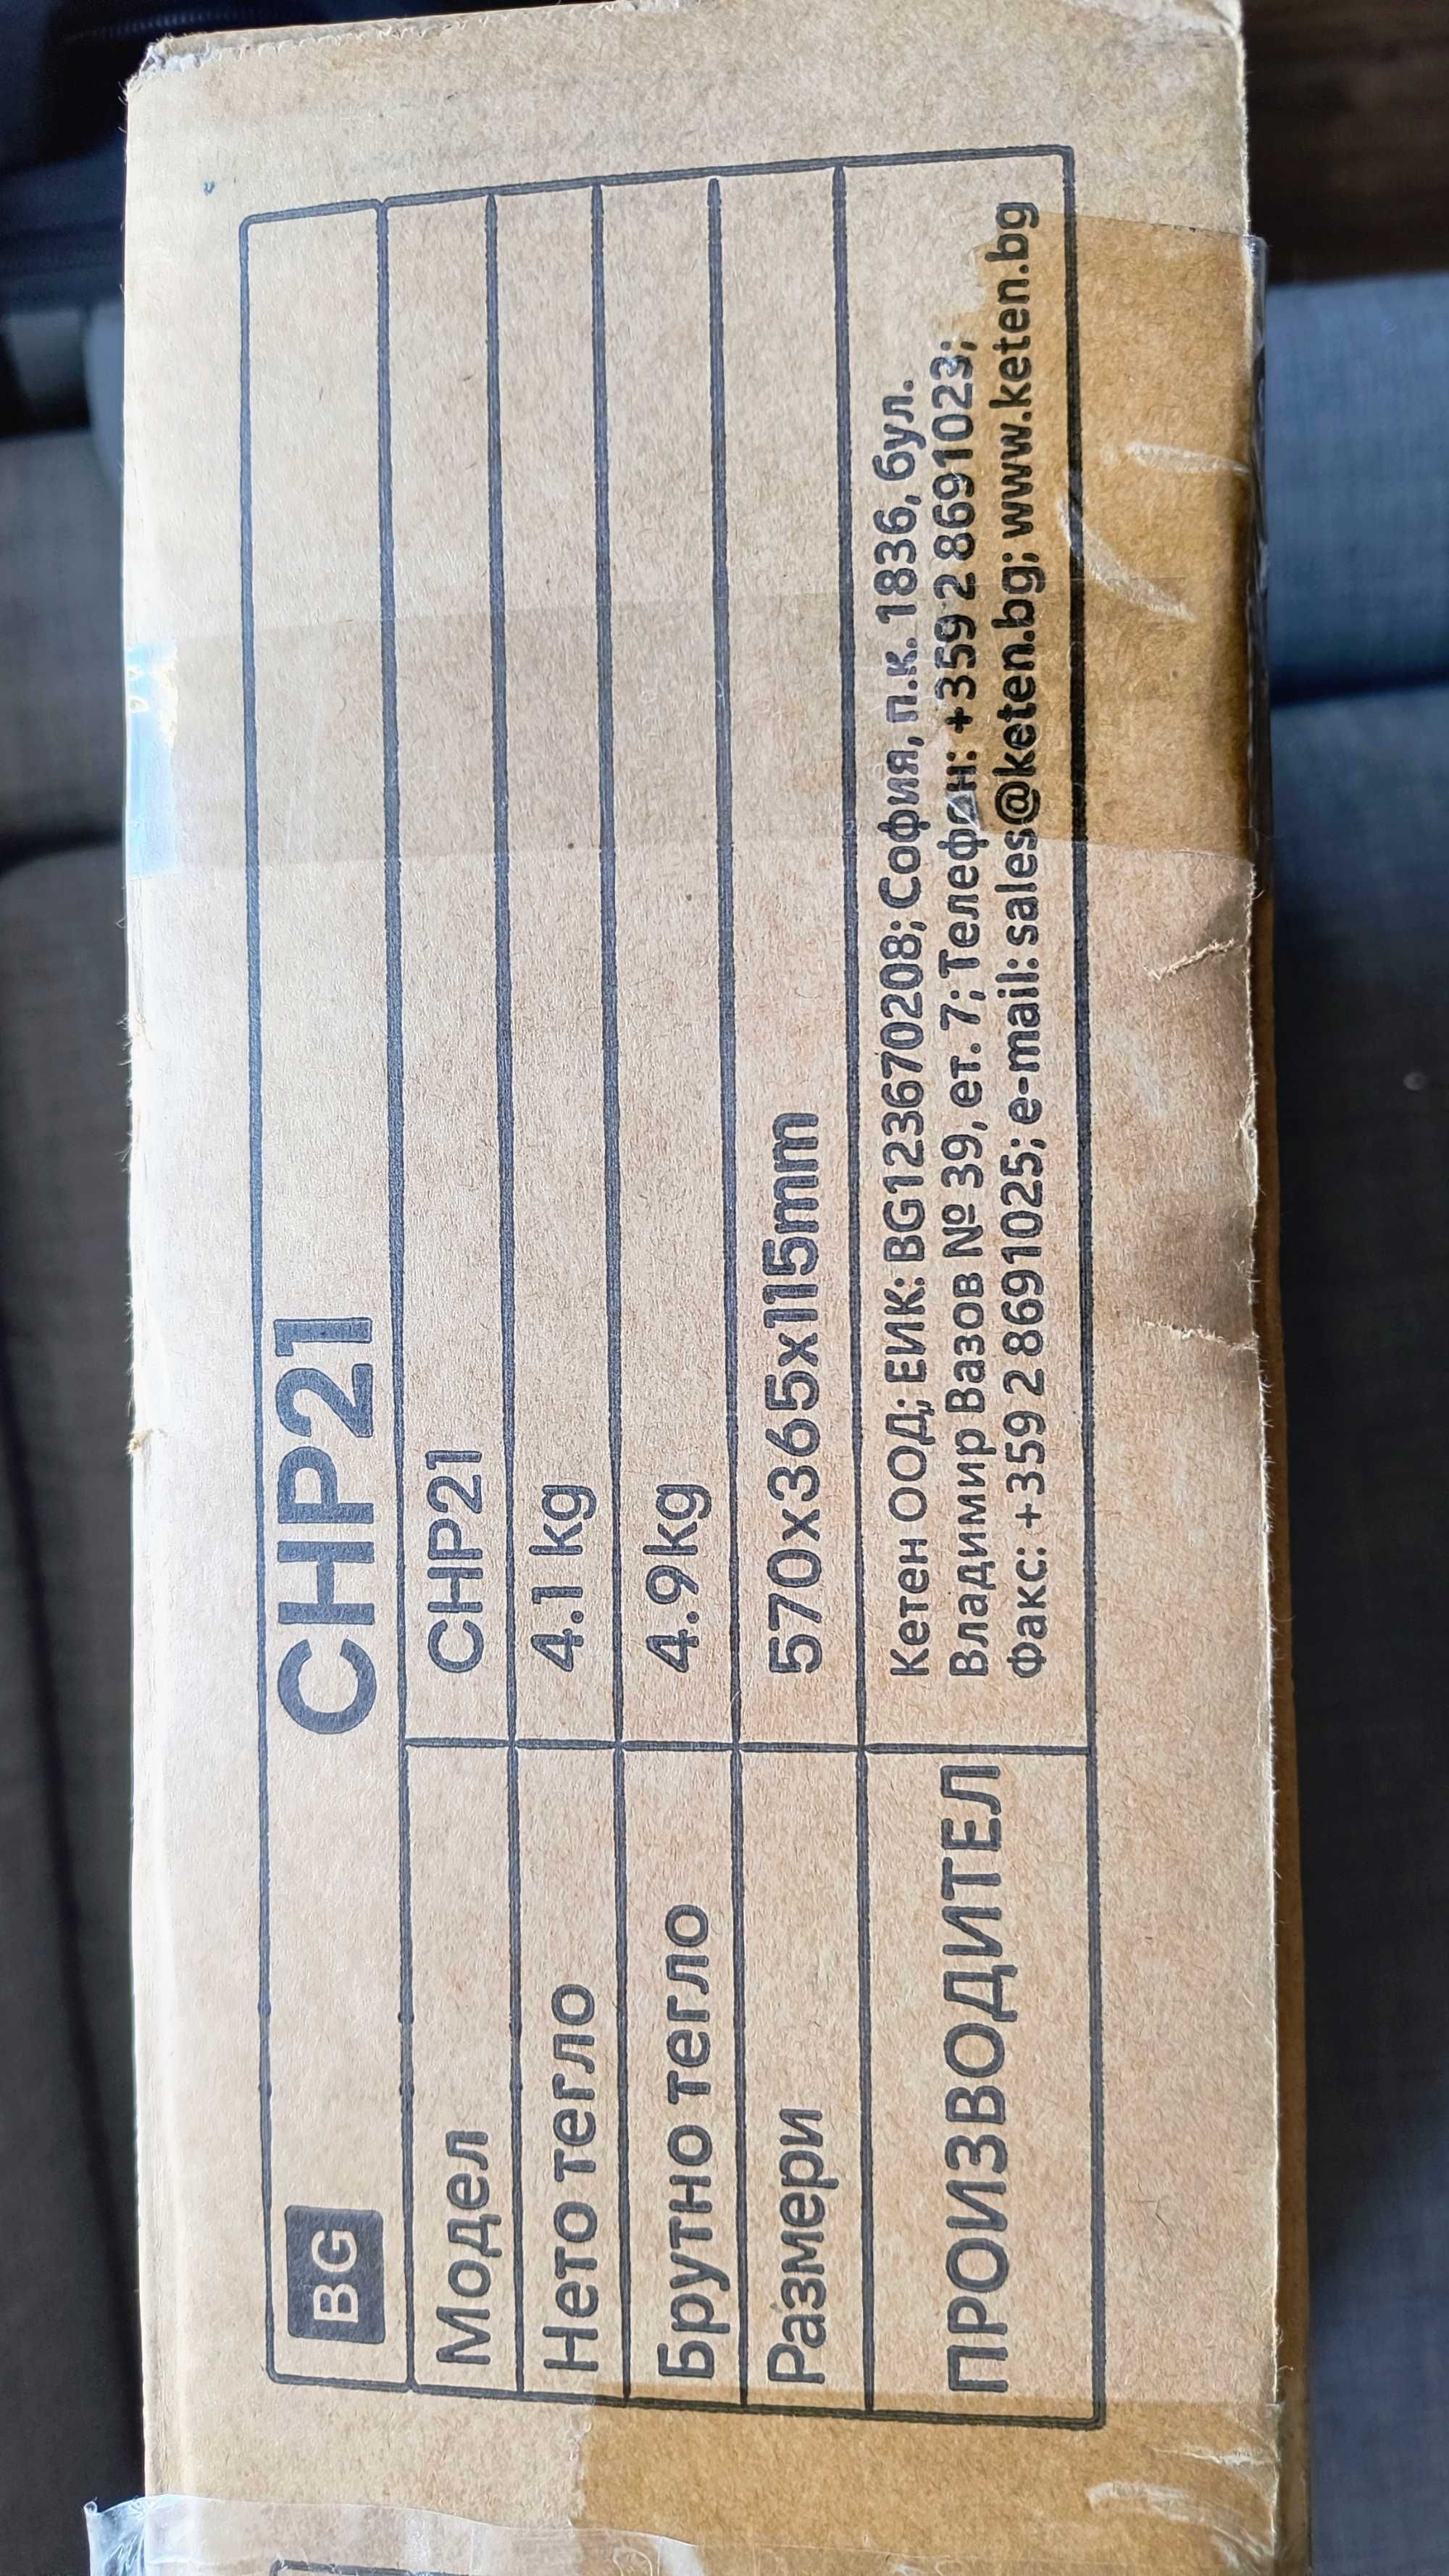 BG CHP21
Модел CHP21
Нето тегло 4.1 kg
Брутно тегло 4.9kg
Размери 570x365x115mm
ПРОИЗВОДИТЕЛ
Кетен ООД; ЕИК: BG123670208; София, п.к. 1836, бул.
Владимир Вазов № 39, ет. 7; Телефон: +359 2 8691023;
Факс: +359 2 8691025; e-mail: sales@keten.bg; www.keten.bg